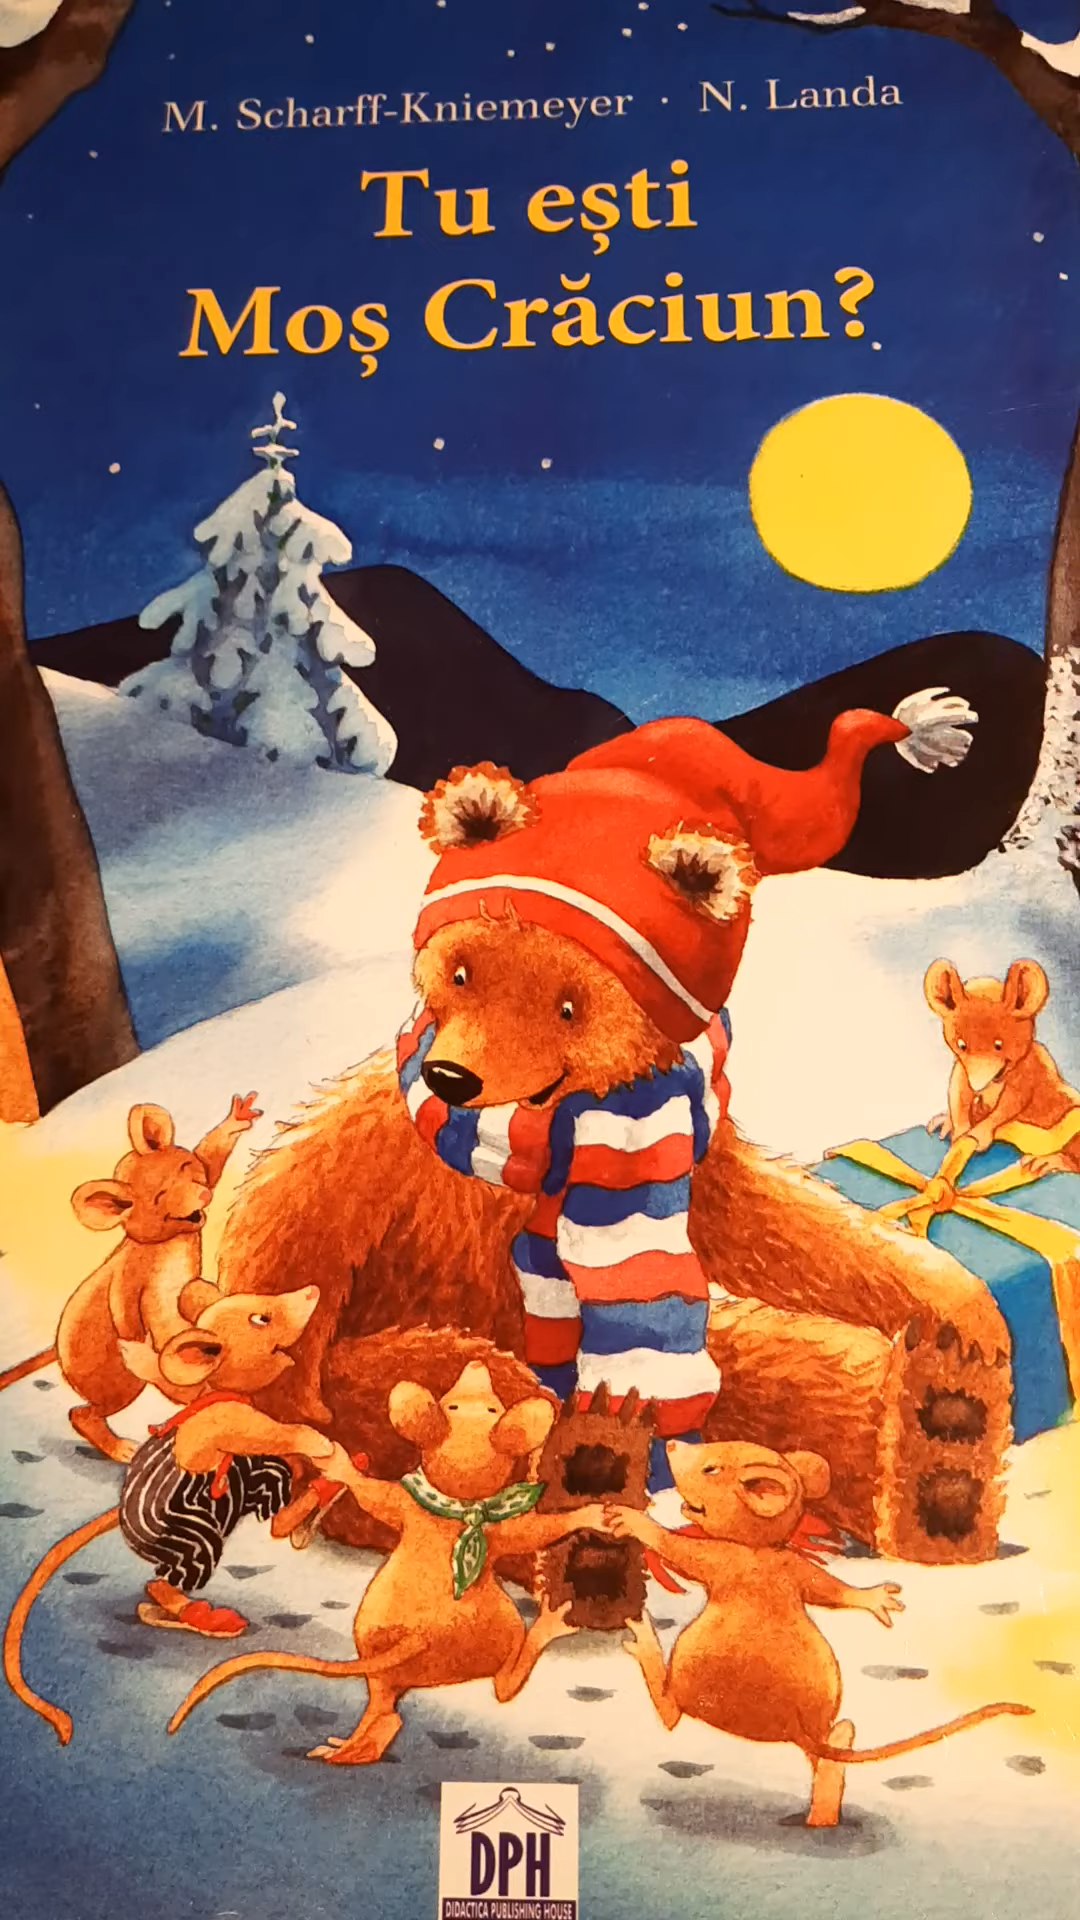 M. Scharff-Kniemeyer · N. Landa
Tu ești
Moș Crăciun?
DPH
DIDACTICA PUBLISHING HOUSE